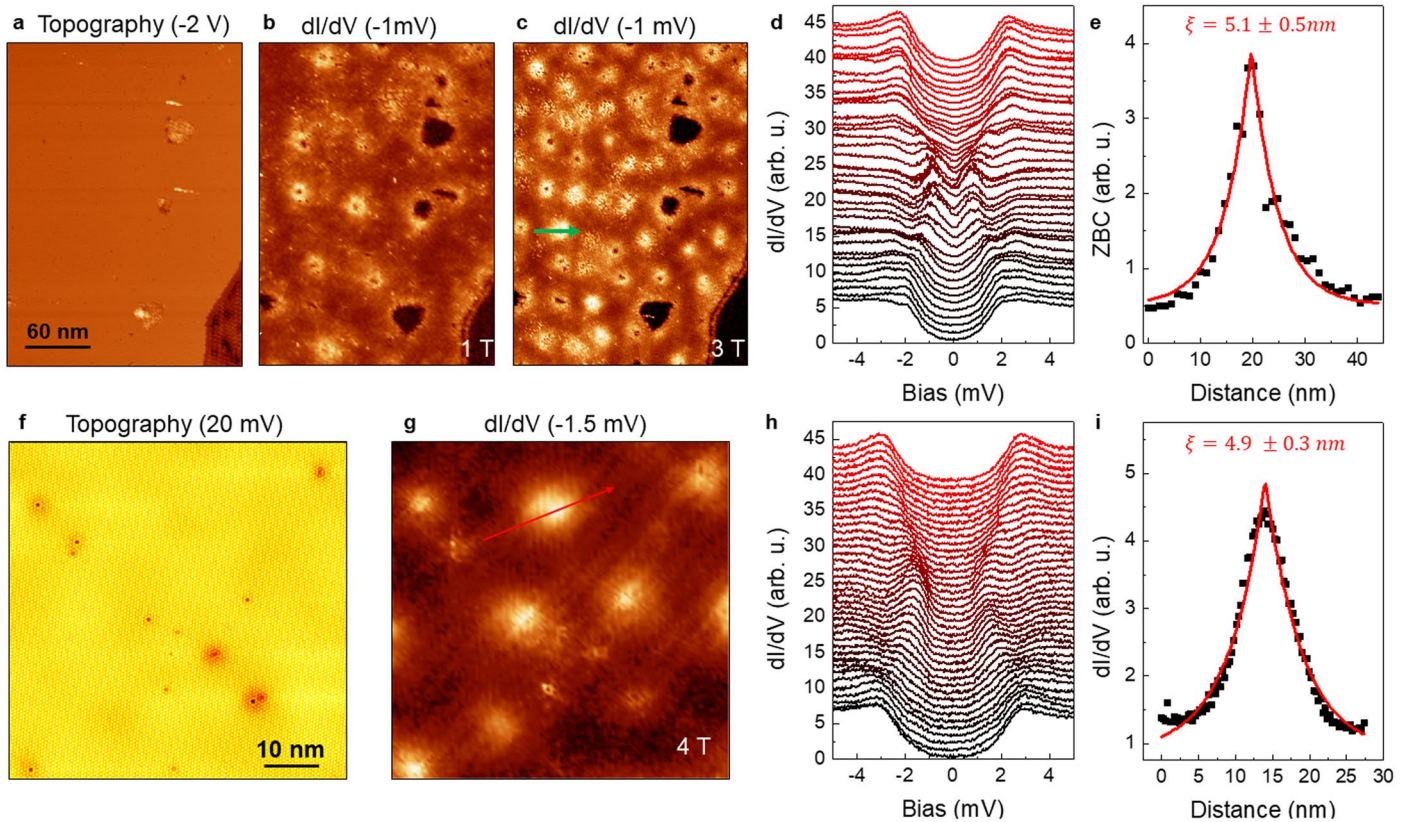 a Topography (-2 V)
60 nm
b dI/dV (-1mV)
1 T
c dI/dV (-1 mV)
3 T
d
dI/dV (arb. u.)
45
40
35
30
25
20
15
10
5
0
-4 -2 0 2 4
Bias (mV)
e
ξ = 5.1 ± 0.5nm
ZBC (arb. u.)
4
3
2
1
0
0 10 20 30 40
Distance (nm)
f Topography (20 mV)
10 nm
g dI/dV (-1.5 mV)
4 T
h
dI/dV (arb. u.)
45
40
35
30
25
20
15
10
5
0
-4 -2 0 2 4
Bias (mV)
i
ξ = 4.9 ± 0.3 nm
dI/dV (arb. u.)
5
4
3
2
1
0 5 10 15 20 25 30
Distance (nm)